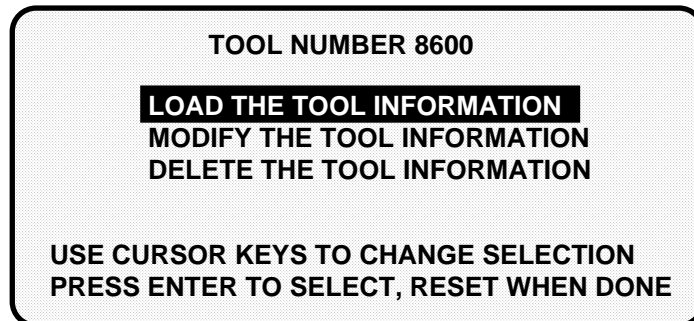 TOOL NUMBER 8600
LOAD THE TOOL INFORMATION
MODIFY THE TOOL INFORMATION
DELETE THE TOOL INFORMATION
USE CURSOR KEYS TO CHANGE SELECTION
PRESS ENTER TO SELECT, RESET WHEN DONE